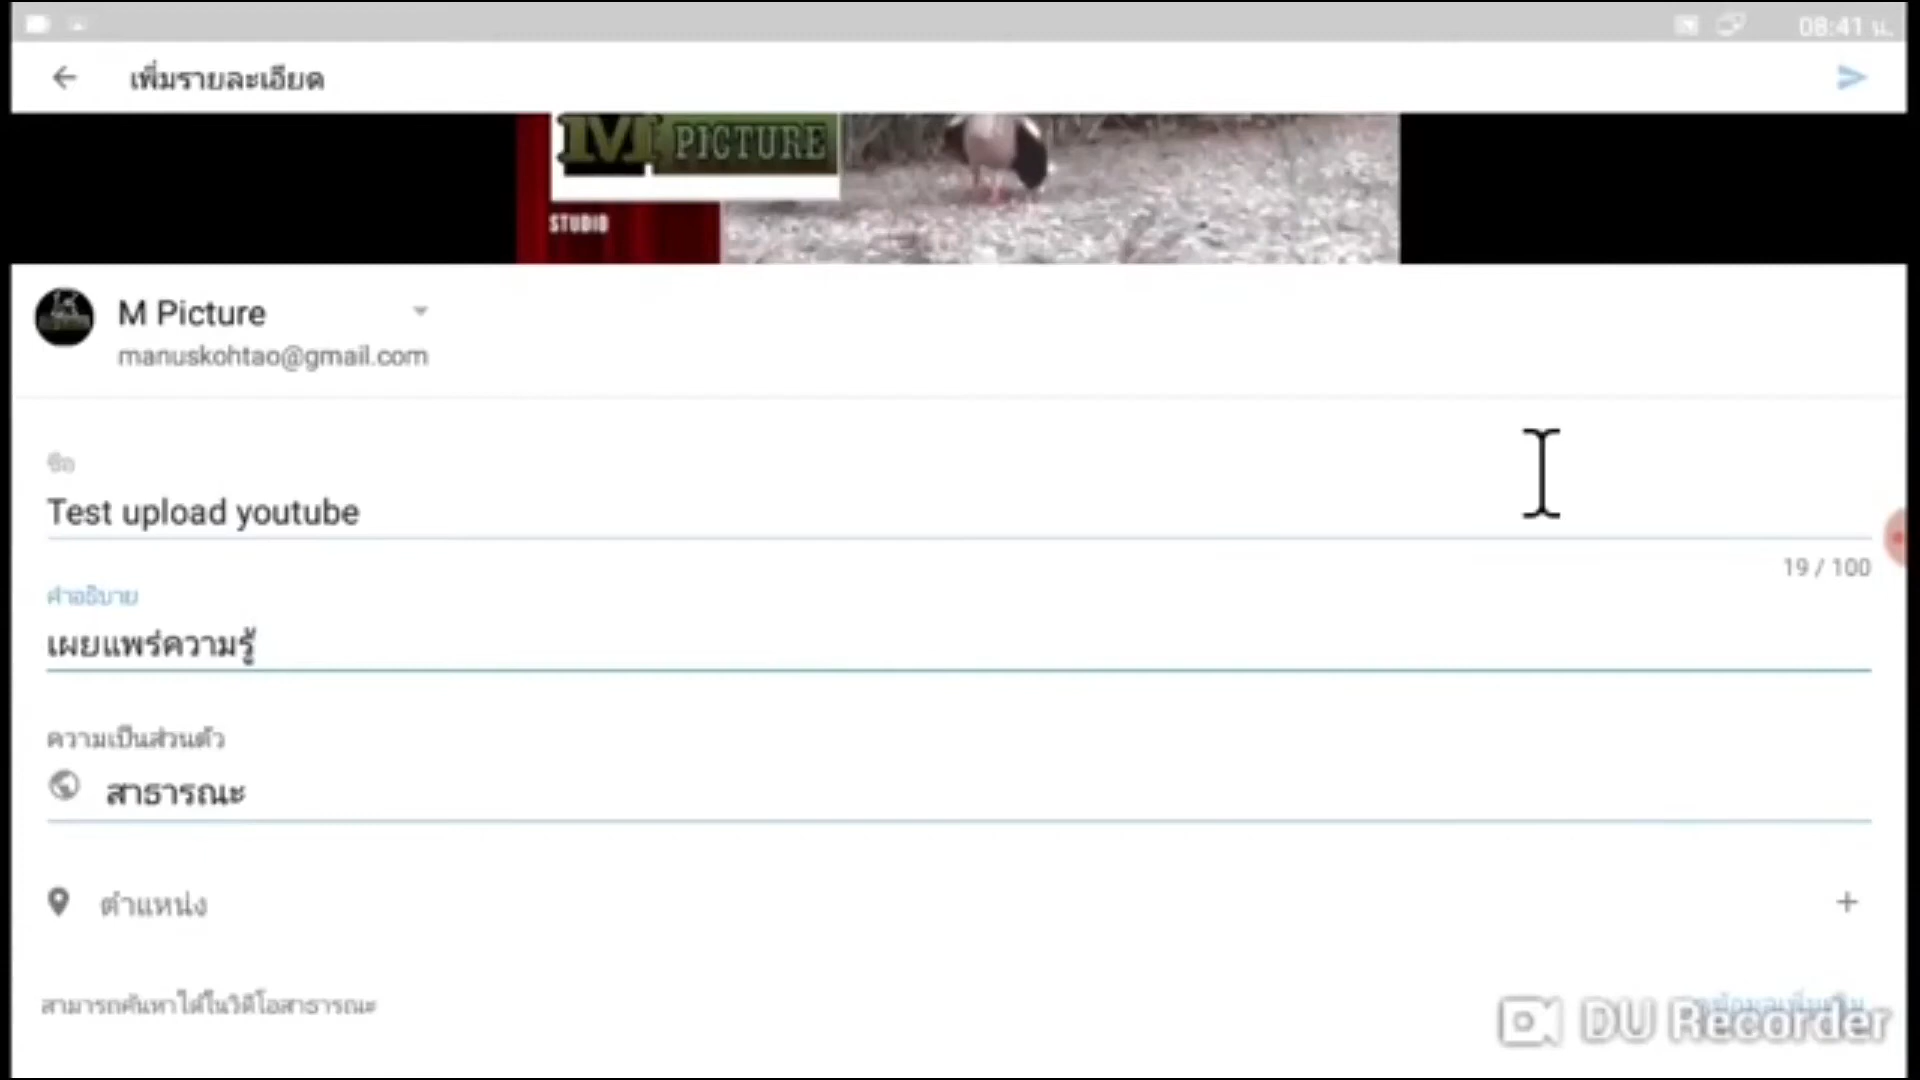 08:41 น.
เพิ่มรายละเอียด
M PICTURE
STUDIO
M Picture
manuskohtao@gmail.com
ชื่อ
Test upload youtube
19 / 100
คำอธิบาย
เผยแพร่ความรู้
ความเป็นส่วนตัว
สาธารณะ
ตำแหน่ง
สามารถค้นหาได้ในวิดีโอสาธารณะ
DU Recorder